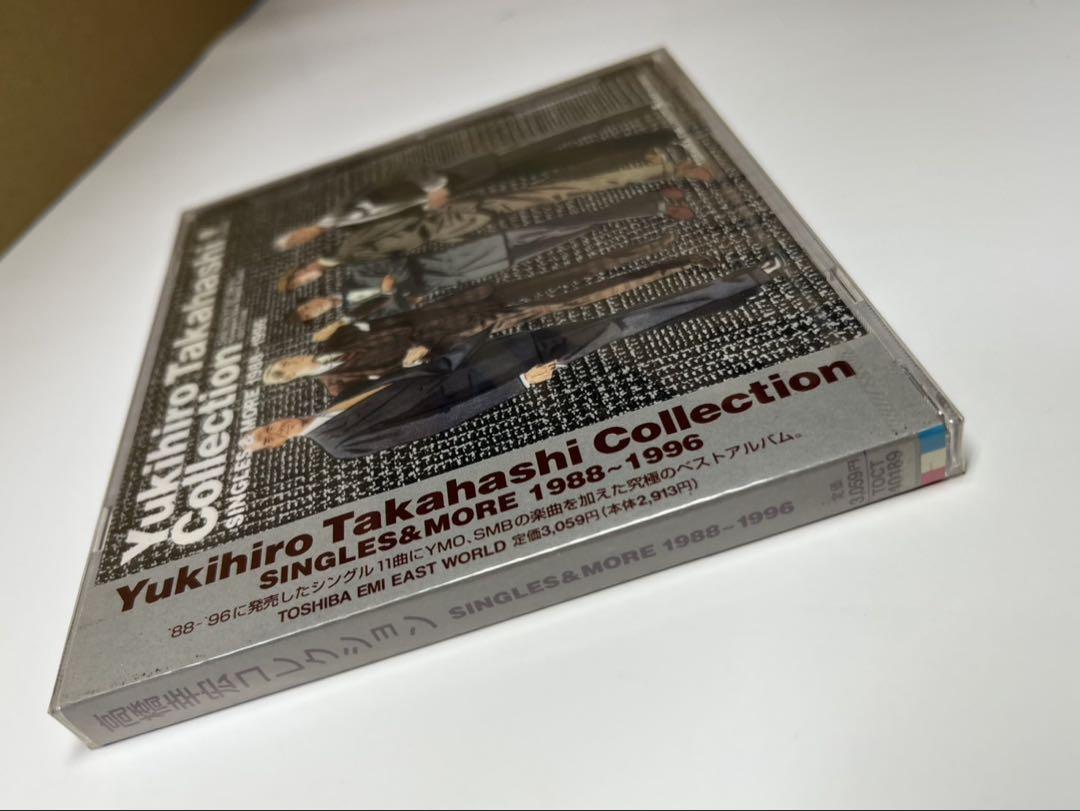 Yukihiro Takahashi
Collection
SINGLES & MORE 1988~1996
Yukihiro Takahashi Collection
SINGLES&MORE 1988~1996
'88~'96に発売したシングル11曲にYMO、SMBの楽曲を加えた究極のベストアルバム。
TOSHIBA EMI EAST WORLD 定価3,059円(本体2,913円)
高橋幸宏コレクション SINGLES&MORE 1988~1996
定価
¥3,059円
TOCT